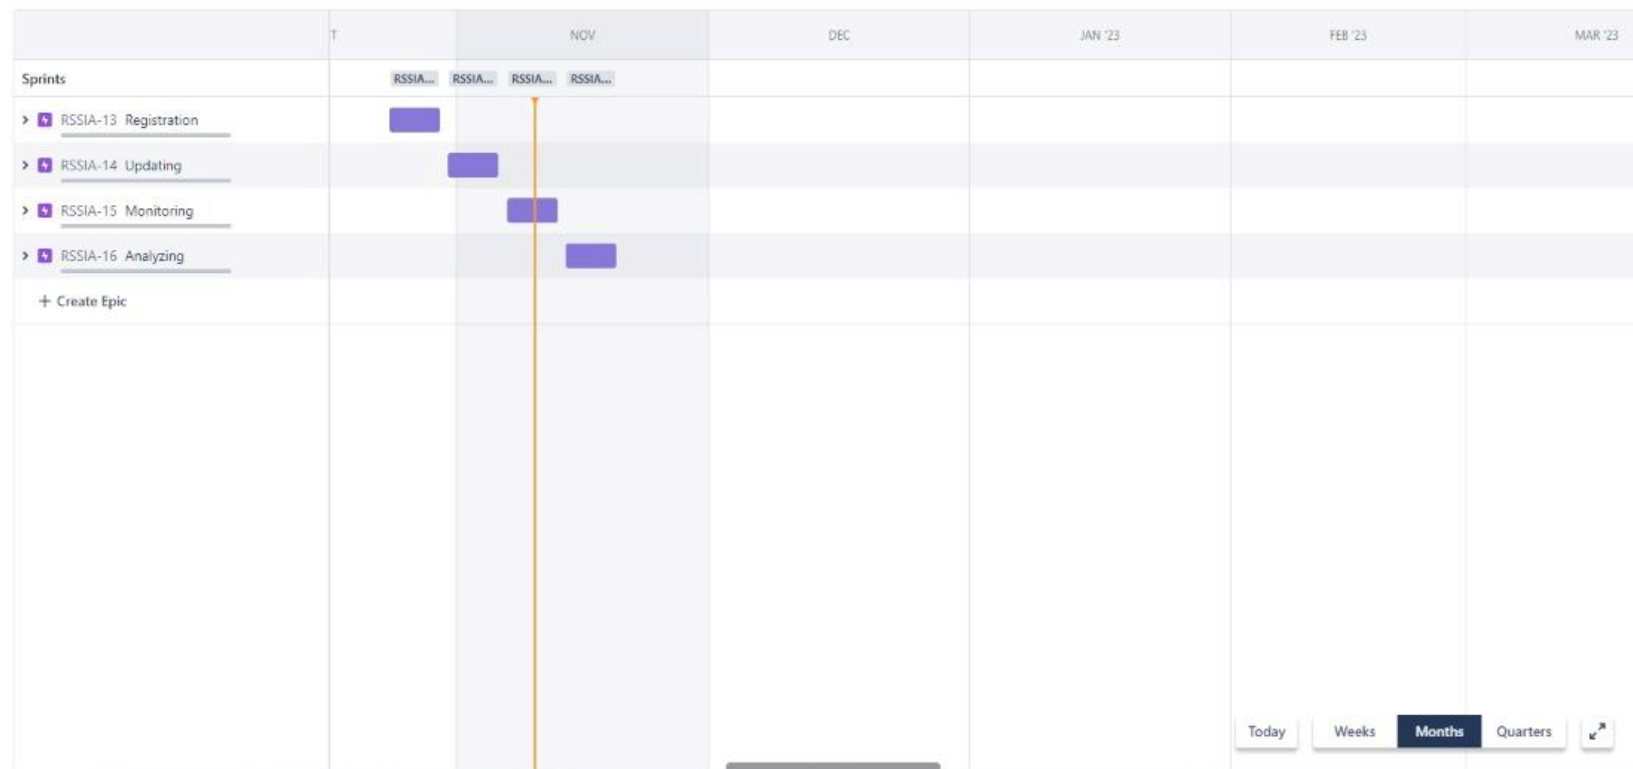 T NOV DEC JAN '23 FEB '23 MAR '23
Sprints RSSIA... RSSIA... RSSIA... RSSIA...
RSSIA-13 Registration
RSSIA-14 Updating
RSSIA-15 Monitoring
RSSIA-16 Analyzing
+ Create Epic
Today Weeks Months Quarters